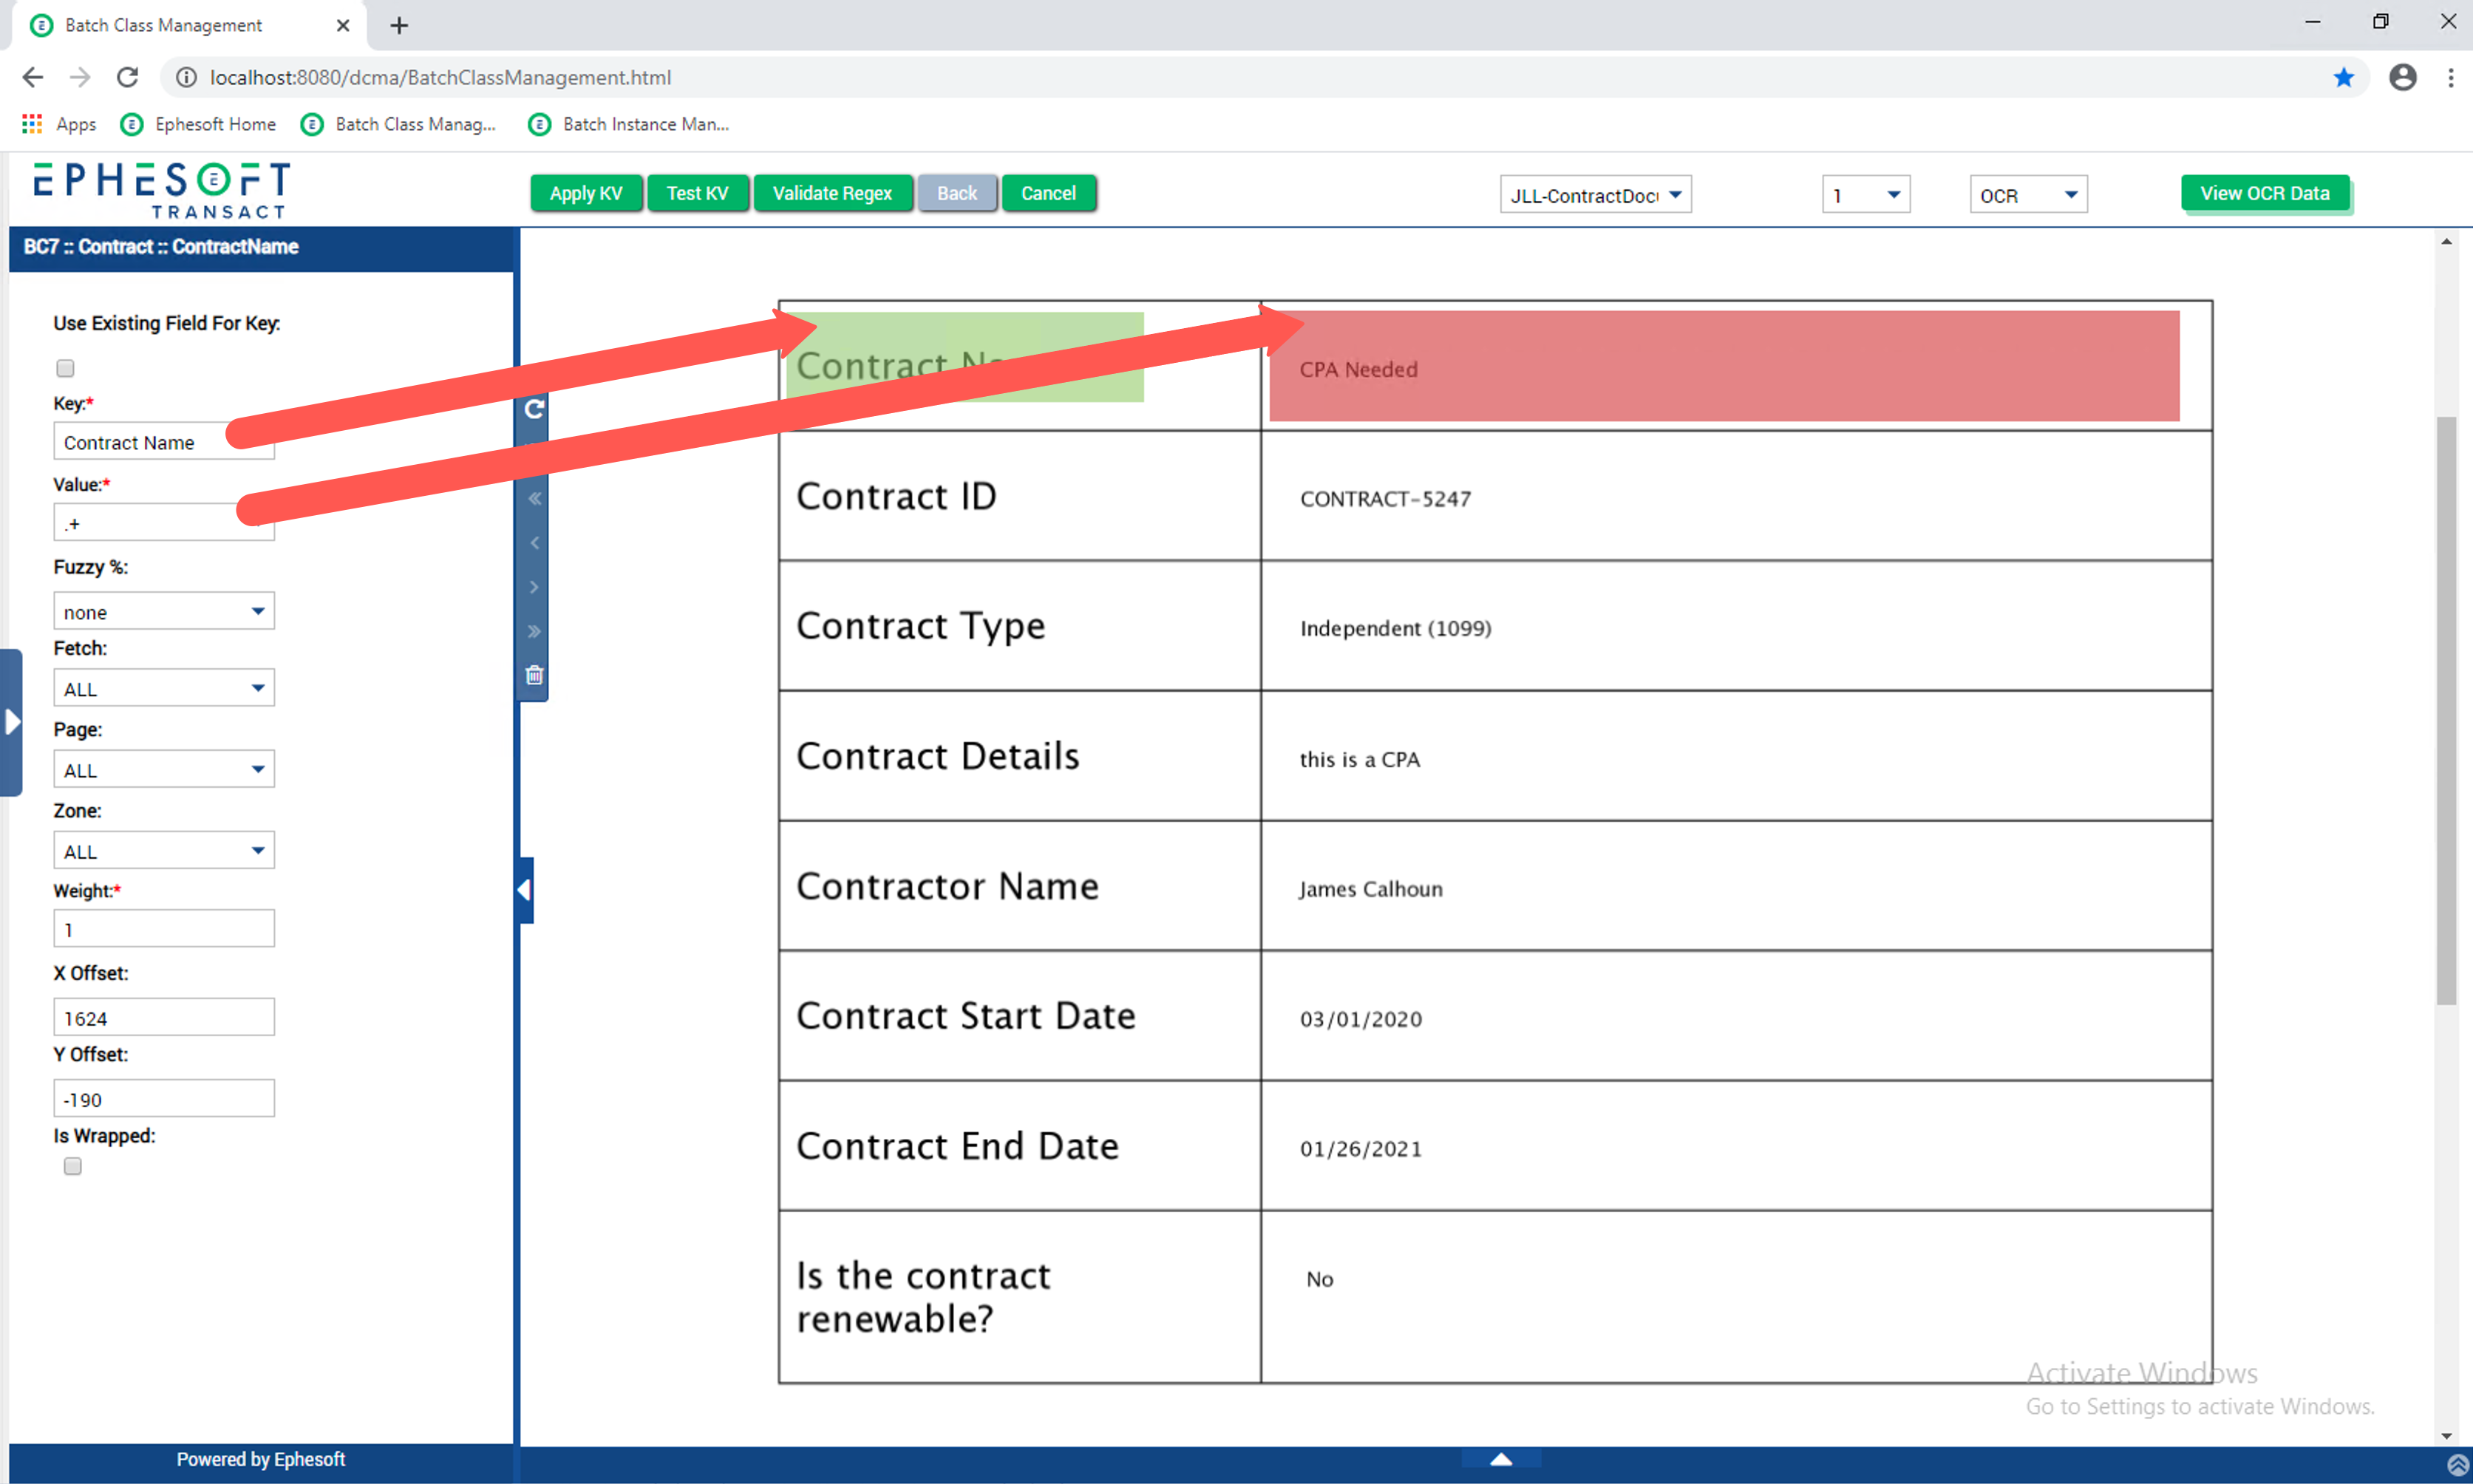 Batch Class Management
localhost:8080/dcma/BatchClassManagement.html
Apps Ephesoft Home Batch Class Manag... Batch Instance Man...
EPHESOFT
TRANSACT
Apply KV Test KV Validate Regex Back Cancel JLL-ContractDoc 1 OCR View OCR Data
BC7 :: Contract :: ContractName
Use Existing Field For Key:
Key:*
Contract Name
Value:*
.+
Fuzzy %:
none
Fetch:
ALL
Page:
ALL
Zone:
ALL
Weight:*
1
X Offset:
1624
Y Offset:
-190
Is Wrapped:
Powered by Ephesoft
Contract CPA Needed
Contract ID CONTRACT-5247
Contract Type Independent (1099)
Contract Details this is a CPA
Contractor Name James Calhoun
Contract Start Date 03/01/2020
Contract End Date 01/26/2021
Is the contract No
renewable?
Activate Windows
Go to Settings to activate Windows.